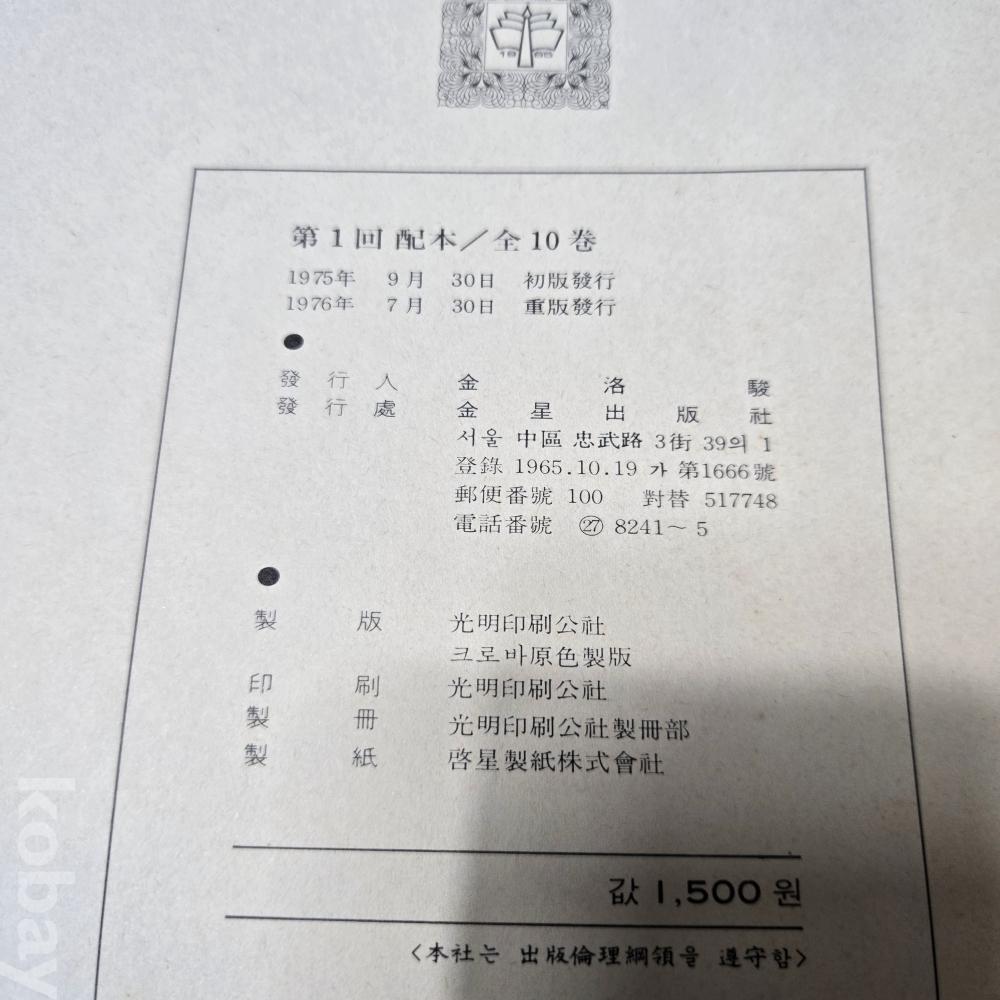 1965
第1回 配本／全10巻
1975年 9月 30日 初版發行
1976年 7月 30日 重版發行
發行人 金洛駿
發行處 金星出版社
서울 中區 忠武路 3街 39의 1
登錄 1965.10.19 가 第1666號
郵便番號 100 對替 517748
電話番號 ㉗ 8241～5
製版 光明印刷公社
크로바原色製版
印刷 光明印刷公社
製冊 光明印刷公社製冊部
製紙 啓星製紙株式會社
값 1,500원
<本社는 出版倫理綱領을 遵守함>
kobay